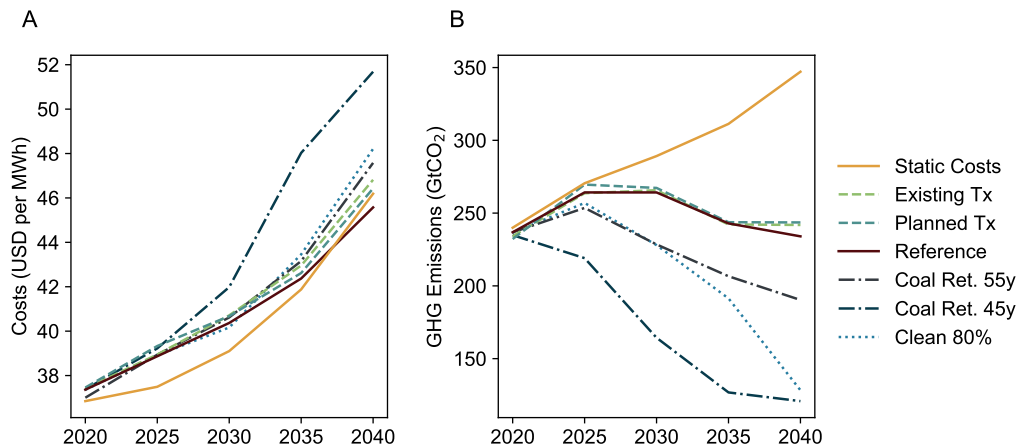 A
Costs (USD per MWh)
52
50
48
46
44
42
40
38
2020
2025
2030
2035
2040
B
GHG Emissions (GtCO₂)
350
300
250
200
150
2020
2025
2030
2035
2040
Static Costs
Existing Tx
Planned Tx
Reference
Coal Ret. 55y
Coal Ret. 45y
Clean 80%